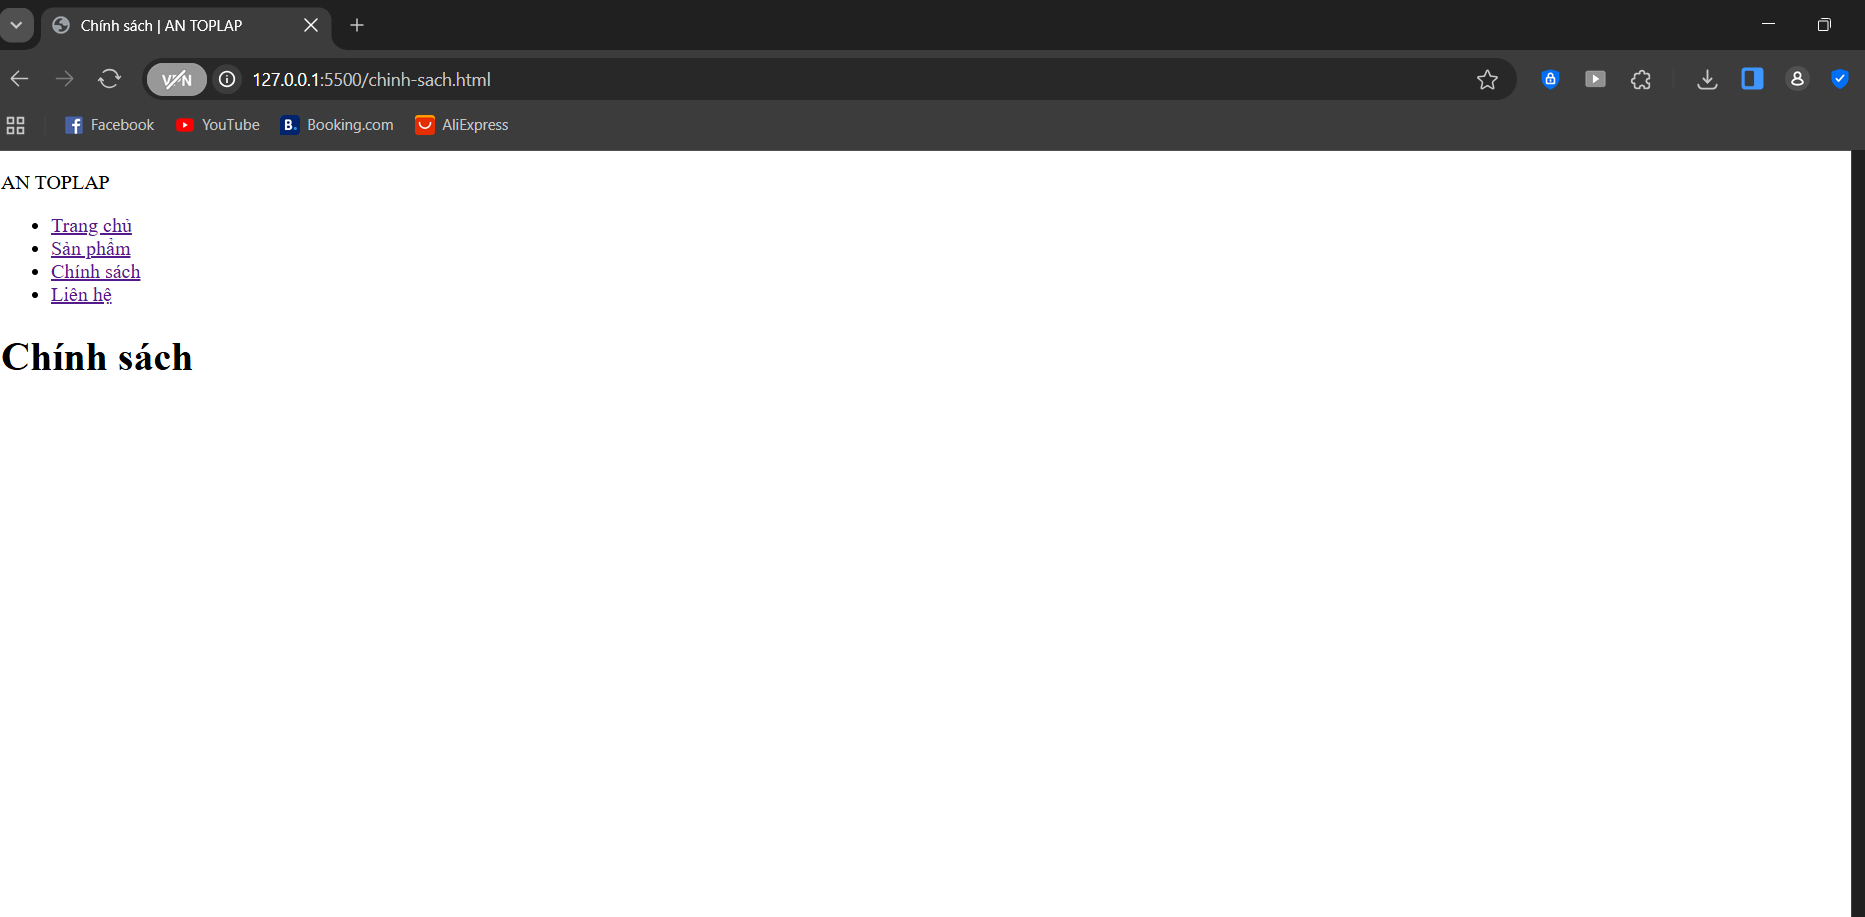 Chính sách | AN TOPLAP
VPN
127.0.0.1:5500/chinh-sach.html
Facebook YouTube B. Booking.com AliExpress
AN TOPLAP
Trang chủ
Sản phẩm
Chính sách
Liên hệ
Chính sách